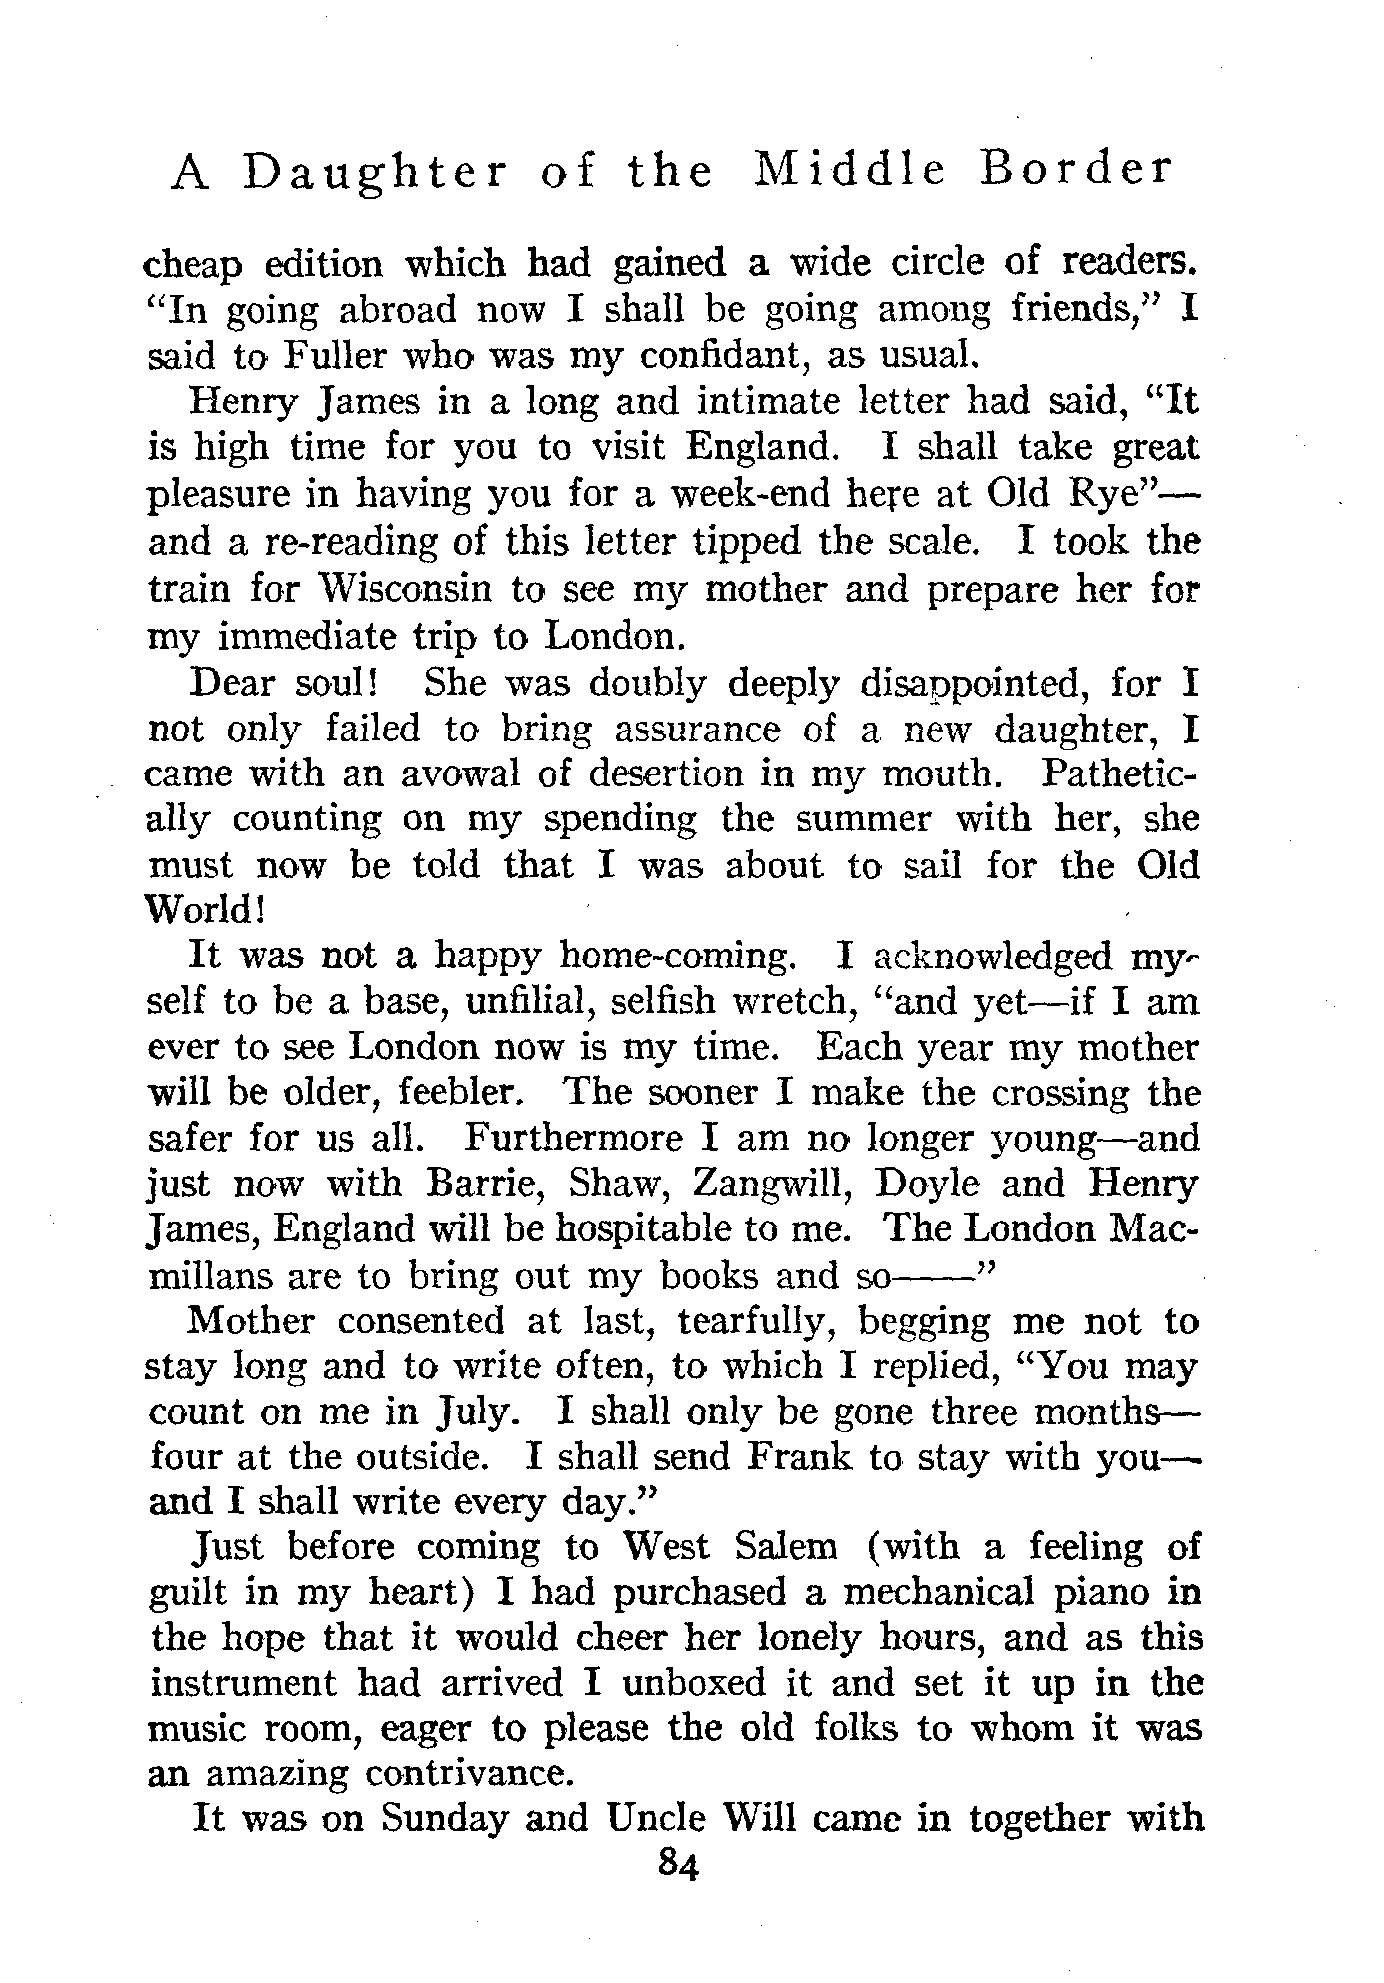 A Daughter of the Middle Border
cheap edition which had gained a wide circle of readers.
“In going abroad now I shall be going among friends,” I
said to Fuller who was my confidant, as usual.
Henry James in a long and intimate letter had said, “It
is high time for you to visit England. I shall take great
pleasure in having you for a week-end here at Old Rye”—
and a re-reading of this letter tipped the scale. I took the
train for Wisconsin to see my mother and prepare her for
my immediate trip to London.
Dear soul! She was doubly deeply disappointed, for I
not only failed to bring assurance of a new daughter, I
came with an avowal of desertion in my mouth. Pathetic-
ally counting on my spending the summer with her, she
must now be told that I was about to sail for the Old
World!
It was not a happy home-coming. I acknowledged my-
self to be a base, unfilial, selfish wretch, “and yet—if I am
ever to see London now is my time. Each year my mother
will be older, feebler. The sooner I make the crossing the
safer for us all. Furthermore I am no longer young—and
just now with Barrie, Shaw, Zangwill, Doyle and Henry
James, England will be hospitable to me. The London Mac-
millans are to bring out my books and so——”
Mother consented at last, tearfully, begging me not to
stay long and to write often, to which I replied, “You may
count on me in July. I shall only be gone three months—
four at the outside. I shall send Frank to stay with you—
and I shall write every day.”
Just before coming to West Salem (with a feeling of
guilt in my heart) I had purchased a mechanical piano in
the hope that it would cheer her lonely hours, and as this
instrument had arrived I unboxed it and set it up in the
music room, eager to please the old folks to whom it was
an amazing contrivance.
It was on Sunday and Uncle Will came in together with
84